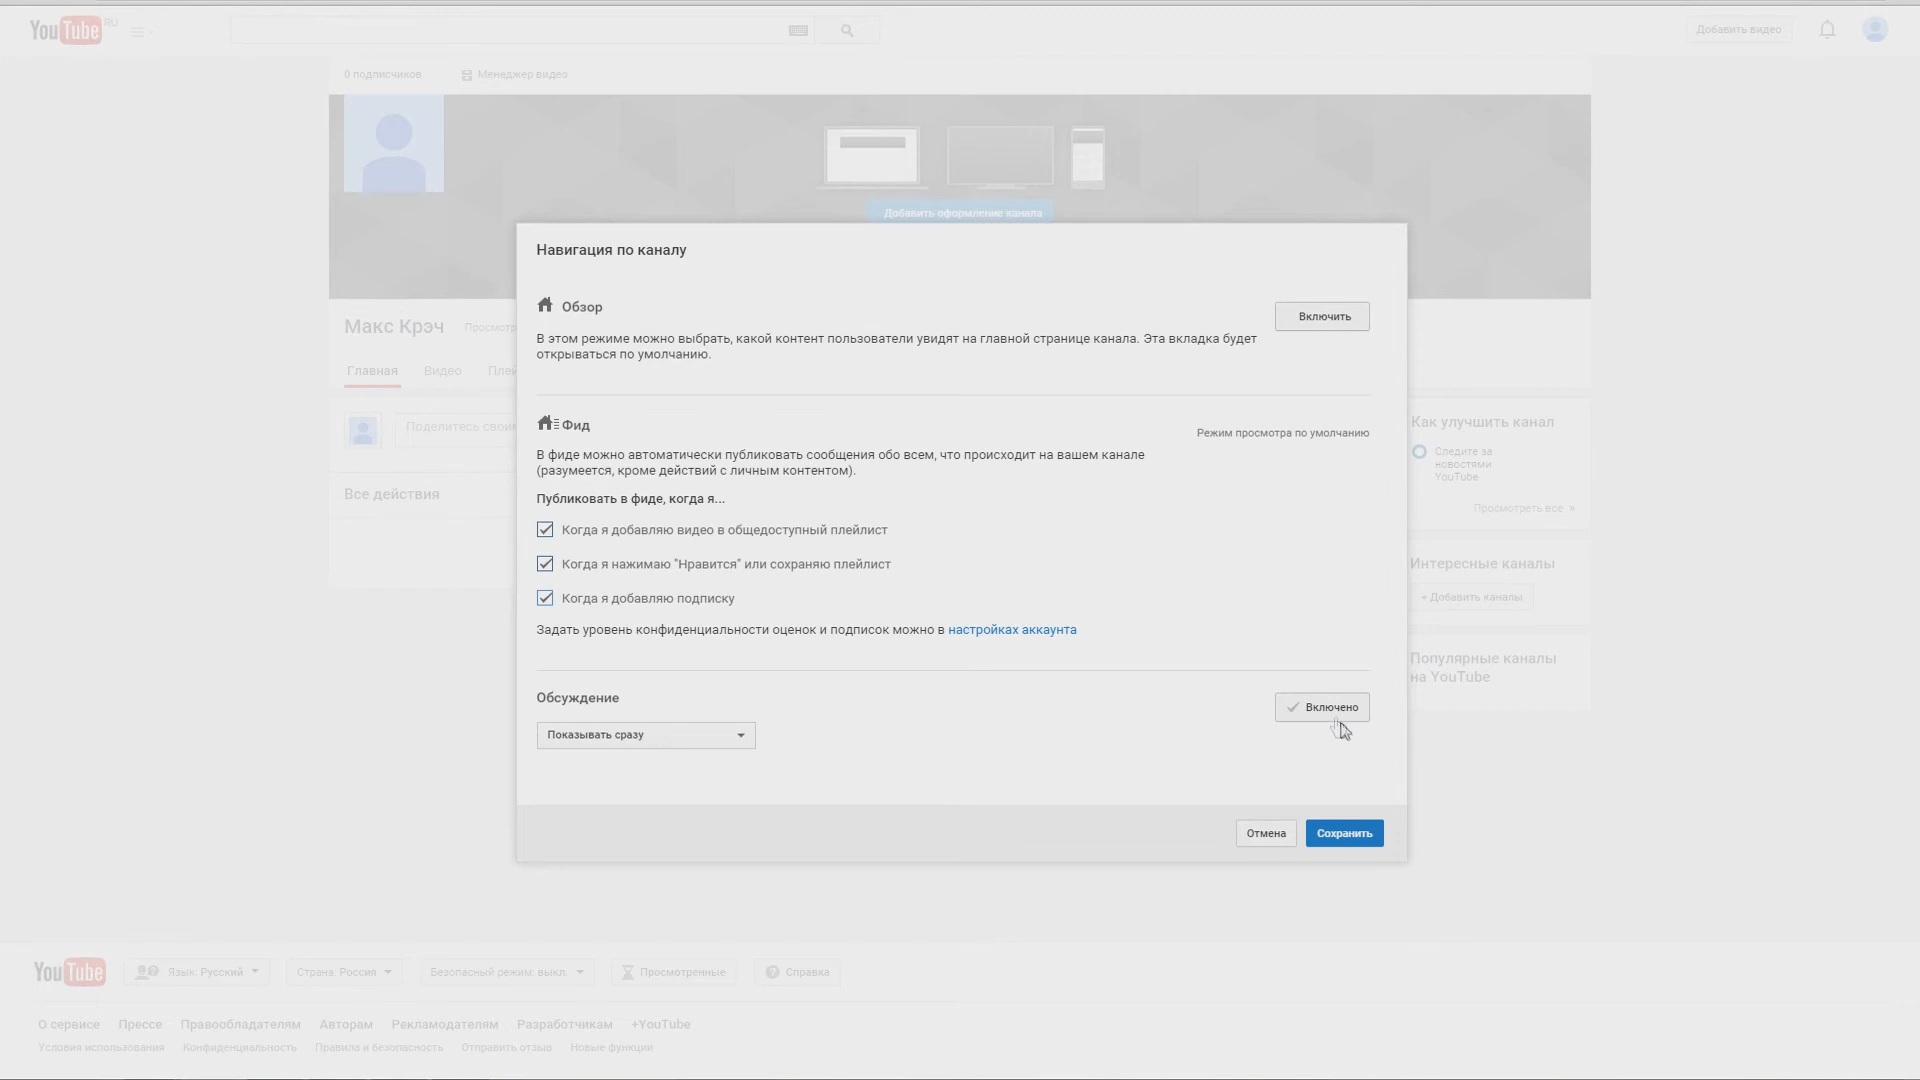 YouTube RU
Добавить видео
0 подписчиков
Менеджер видео
Добавить оформление канала
Навигация по каналу
Обзор
Включить
В этом режиме можно выбрать, какой контент пользователи увидят на главной странице канала. Эта вкладка будет
открываться по умолчанию.
Макс Крэч
Просмотр
Главная
Видео
Плей
Фид
Режим просмотра по умолчанию
В фиде можно автоматически публиковать сообщения обо всем, что происходит на вашем канале
(разумеется, кроме действий с личным контентом).
Поделитесь своим
Все действия
Публиковать в фиде, когда я...
Когда я добавляю видео в общедоступный плейлист
Когда я нажимаю "Нравится" или сохраняю плейлист
Когда я добавляю подписку
Задать уровень конфиденциальности оценок и подписок можно в настройках аккаунта
Обсуждение
Включено
Показывать сразу
Отмена
Сохранить
Как улучшить канал
Следите за
новостями
YouTube
Просмотреть все »
Интересные каналы
+ Добавить каналы
Популярные каналы
на YouTube
YouTube
Язык: Русский
Страна: Россия
Безопасный режим: выкл.
Просмотренные
Справка
О сервисе Прессе Правообладателям Авторам Рекламодателям Разработчикам +YouTube
Условия использования Конфиденциальность Правила и безопасность Отправить отзыв Новые функции